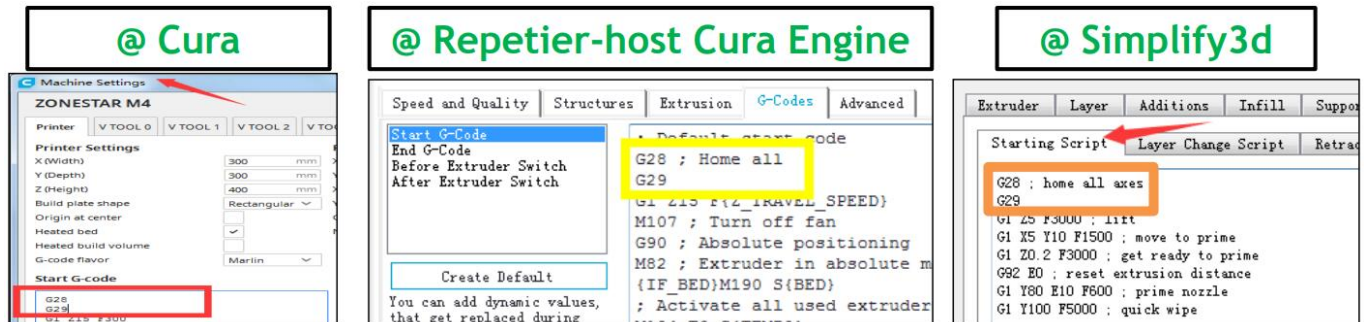 @ Cura
Machine Settings
ZONESTAR M4
Printer V TOOL 0 V TOOL 1 V TOOL 2 V TO
Printer Settings
X (Width) 300 mm
Y (Depth) 300 mm
Z (Height) 400 mm
Build plate shape Rectangular
Origin at center
Heated bed
Heated build volume
G-code flavor Marlin
Start G-code
G28
G29
G1 Z15 F300
@ Repetier-host Cura Engine
Speed and Quality Structures Extrusion G-Codes Advanced
Start G-Code
End G-Code
Before Extruder Switch
After Extruder Switch
Create Default
You can add dynamic values,
that get replaced during
; Default start code
G28 ; Home all
G29
G1 Z15 F{Z_TRAVEL_SPEED}
M107 ; Turn off fan
G90 ; Absolute positioning
M82 ; Extruder in absolute m
{IF_BED}M190 S{BED}
; Activate all used extruder
@ Simplify3d
Extruder Layer Additions Infill Suppor
Starting Script Layer Change Script Retrac
G28 ; home all axes
G29
G1 Z5 F3000 ; lift
G1 X5 Y10 F1500 ; move to prime
G1 Z0.2 F3000 ; get ready to prime
G92 E0 ; reset extrusion distance
G1 Y80 E10 F600 ; prime nozzle
G1 Y100 F5000 ; quick wipe